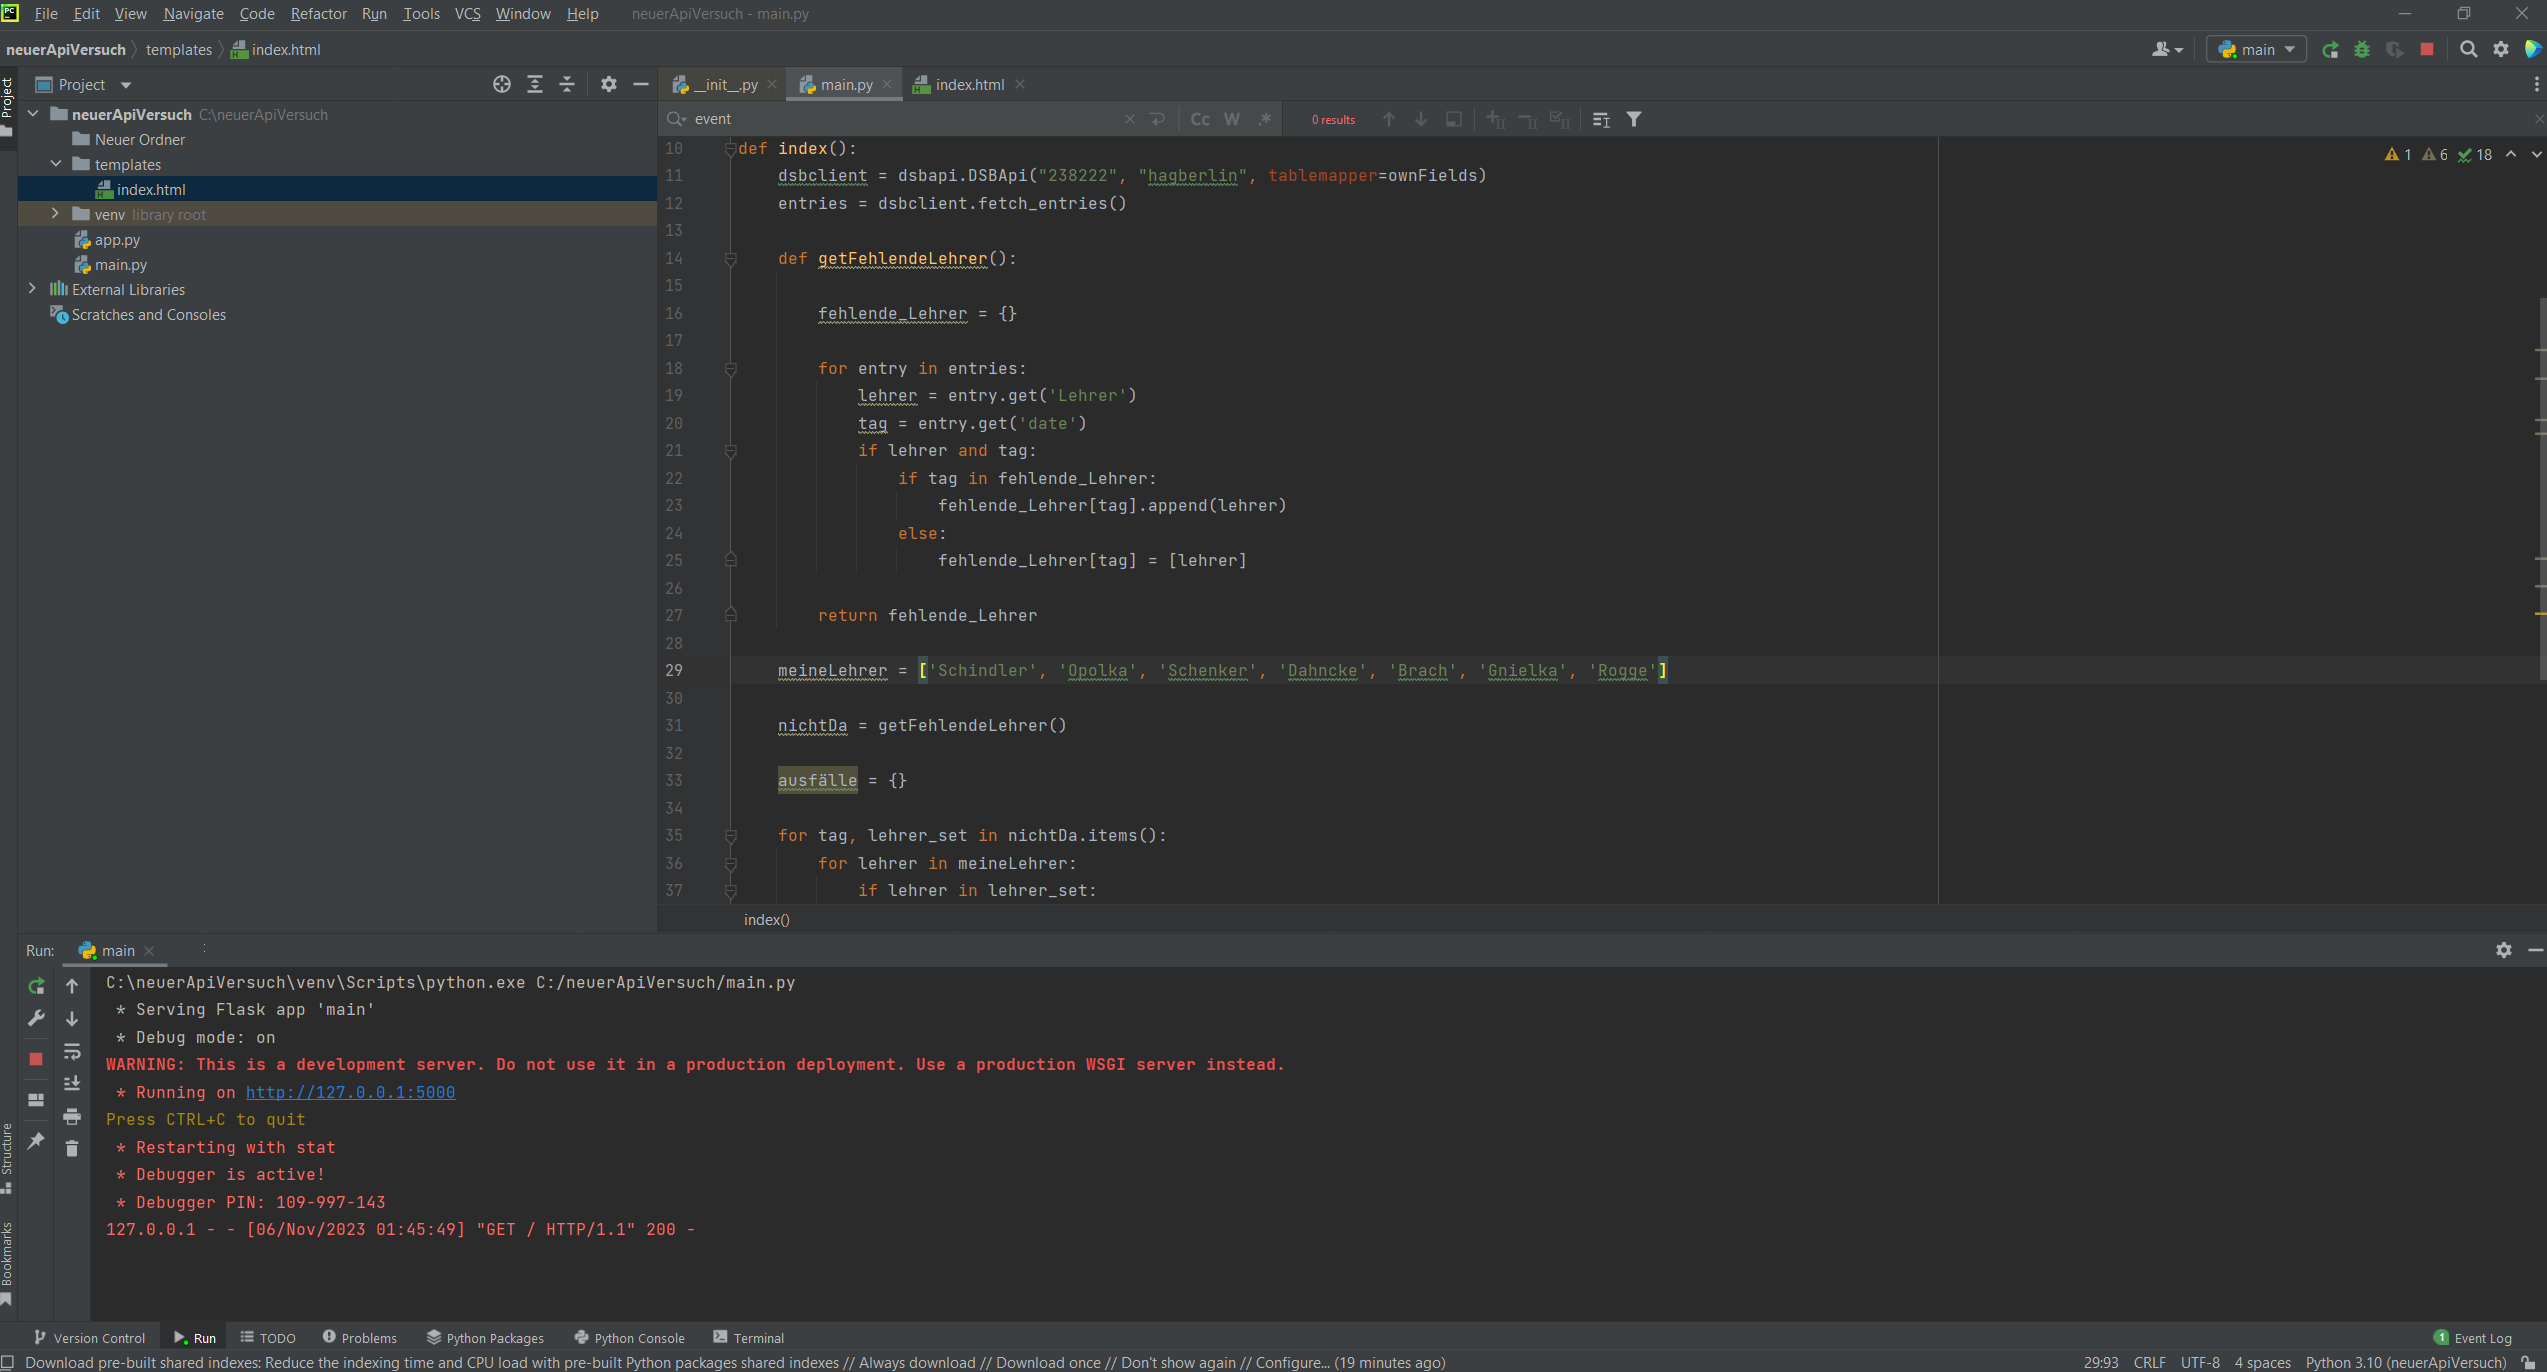 File Edit View Navigate Code Refactor Run Tools VCS Window Help neuerApiVersuch - main.py
neuerApiVersuch templates index.html
main
Project
__init__.py main.py index.html
event
Cc W .* 0 results
Project
neuerApiVersuch C:\neuerApiVersuch
Neuer Ordner
templates
index.html
venv library root
app.py
main.py
External Libraries
Scratches and Consoles
1 6 18
10 def index():
11 dsbclient = dsbapi.DSBApi("238222", "hagberlin", tablemapper=ownFields)
12 entries = dsbclient.fetch_entries()
13
14 def getFehlendeLehrer():
15
16 fehlende_Lehrer = {}
17
18 for entry in entries:
19 lehrer = entry.get('Lehrer')
20 tag = entry.get('date')
21 if lehrer and tag:
22 if tag in fehlende_Lehrer:
23 fehlende_Lehrer[tag].append(lehrer)
24 else:
25 fehlende_Lehrer[tag] = [lehrer]
26
27 return fehlende_Lehrer
28
29 meineLehrer = ['Schindler', 'Opolka', 'Schenker', 'Dahncke', 'Brach', 'Gnielka', 'Rogge']
30
31 nichtDa = getFehlendeLehrer()
32
33 ausfälle = {}
34
35 for tag, lehrer_set in nichtDa.items():
36 for lehrer in meineLehrer:
37 if lehrer in lehrer_set:
index()
Run: main
C:\neuerApiVersuch\venv\Scripts\python.exe C:/neuerApiVersuch/main.py
* Serving Flask app 'main'
* Debug mode: on
WARNING: This is a development server. Do not use it in a production deployment. Use a production WSGI server instead.
* Running on http://127.0.0.1:5000
Press CTRL+C to quit
* Restarting with stat
* Debugger is active!
* Debugger PIN: 109-997-143
127.0.0.1 - - [06/Nov/2023 01:45:49] "GET / HTTP/1.1" 200 -
Structure
Bookmarks
Version Control Run TODO Problems Python Packages Python Console Terminal 1 Event Log
Download pre-built shared indexes: Reduce the indexing time and CPU load with pre-built Python packages shared indexes // Always download // Download once // Don't show again // Configure... (19 minutes ago) 29:93 CRLF UTF-8 4 spaces Python 3.10 (neuerApiVersuch)